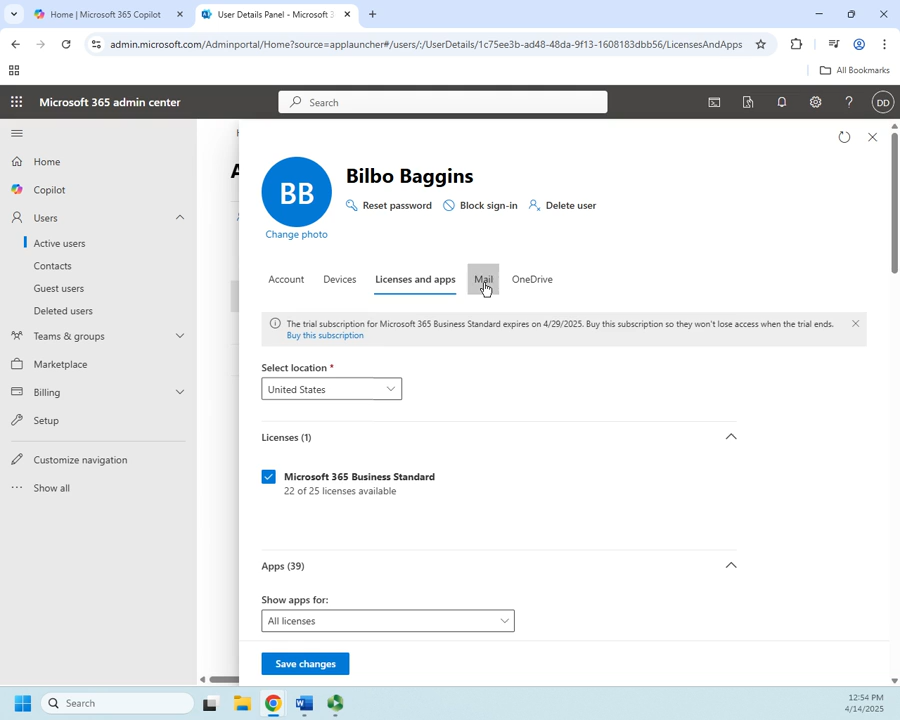 Home | Microsoft 365 Copilot
User Details Panel - Microsoft 3
admin.microsoft.com/Adminportal/Home?source=applauncher#/users/:/UserDetails/1c75ee3b-ad48-48da-9f13-1608183dbb56/LicensesAndApps
All Bookmarks
Microsoft 365 admin center
Search
DD
Home
Copilot
Users
Active users
Contacts
Guest users
Deleted users
Teams & groups
Marketplace
Billing
Setup
Customize navigation
Show all
BB
Change photo
Bilbo Baggins
Reset password
Block sign-in
Delete user
Account
Devices
Licenses and apps
Mail
OneDrive
The trial subscription for Microsoft 365 Business Standard expires on 4/29/2025. Buy this subscription so they won't lose access when the trial ends.
Buy this subscription
Select location *
United States
Licenses (1)
Microsoft 365 Business Standard
22 of 25 licenses available
Apps (39)
Show apps for:
All licenses
Save changes
Search
12:54 PM
4/14/2025